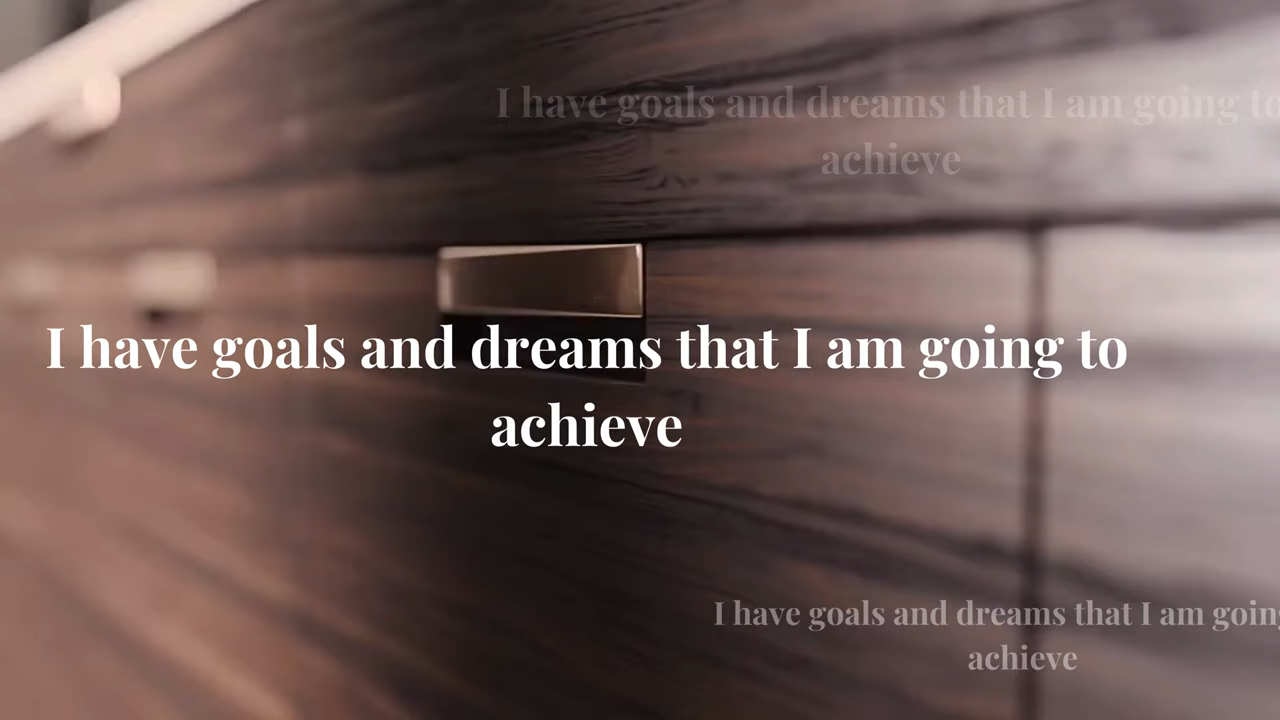 I have goals and dreams that I am going to
achieve
I have goals and dreams that I am going to
achieve
I have goals and dreams that I am going
achieve